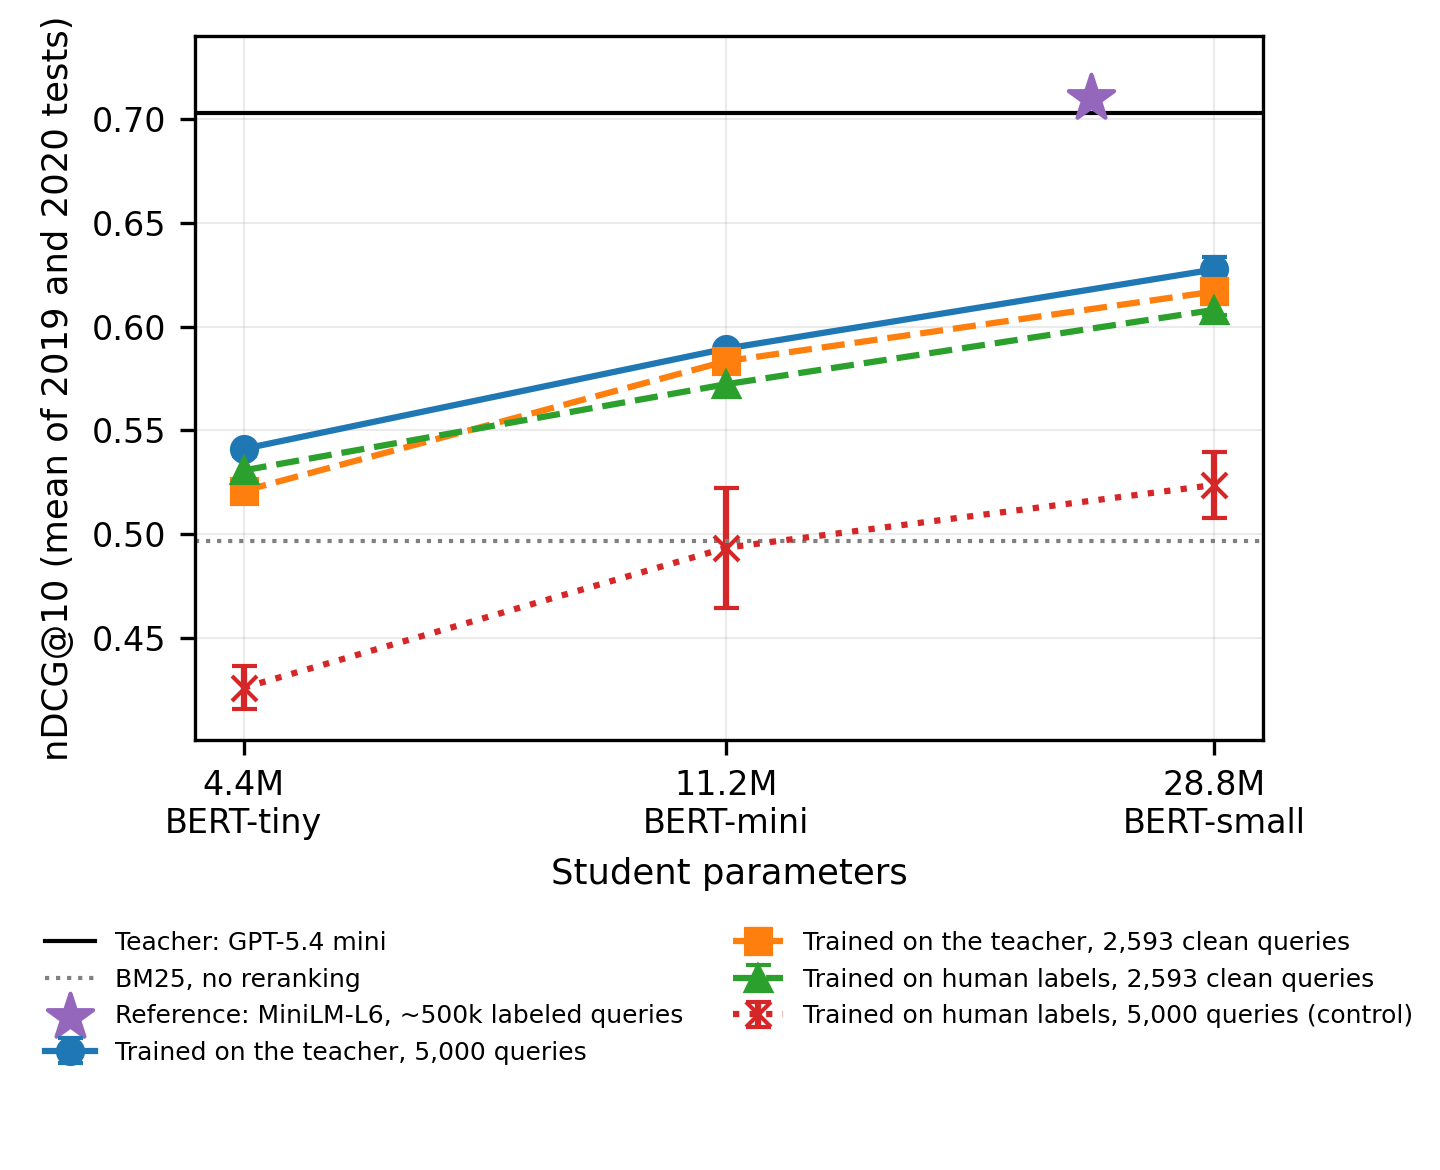 nDCG@10 (mean of 2019 and 2020 tests)
0.70
0.65
0.60
0.55
0.50
0.45
4.4M
BERT-tiny
11.2M
BERT-mini
28.8M
BERT-small
Student parameters
Teacher: GPT-5.4 mini
BM25, no reranking
Reference: MiniLM-L6, ~500k labeled queries
Trained on the teacher, 5,000 queries
Trained on the teacher, 2,593 clean queries
Trained on human labels, 2,593 clean queries
Trained on human labels, 5,000 queries (control)